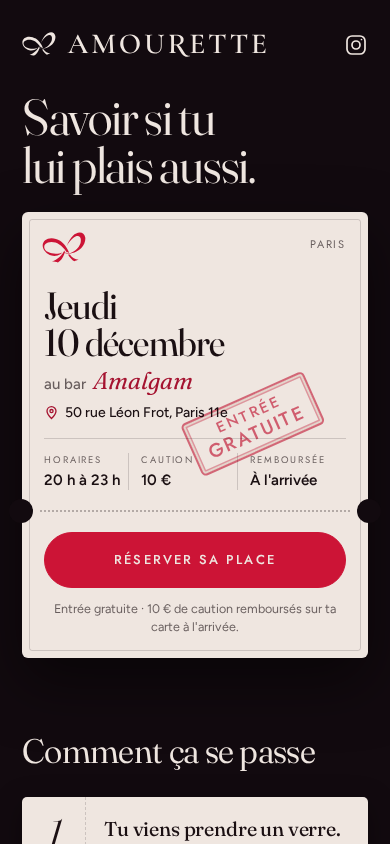 AMOURETTE
Savoir si tu
lui plais aussi.
PARIS
Jeudi
10 décembre
au bar Amalgam
50 rue Léon Frot, Paris 11e
ENTRÉE
GRATUITE
HORAIRES
20 h à 23 h
CAUTION
10 €
REMBOURSÉE
À l'arrivée
RÉSERVER SA PLACE
Entrée gratuite · 10 € de caution remboursés sur ta
carte à l'arrivée.
Comment ça se passe
1
Tu viens prendre un verre.